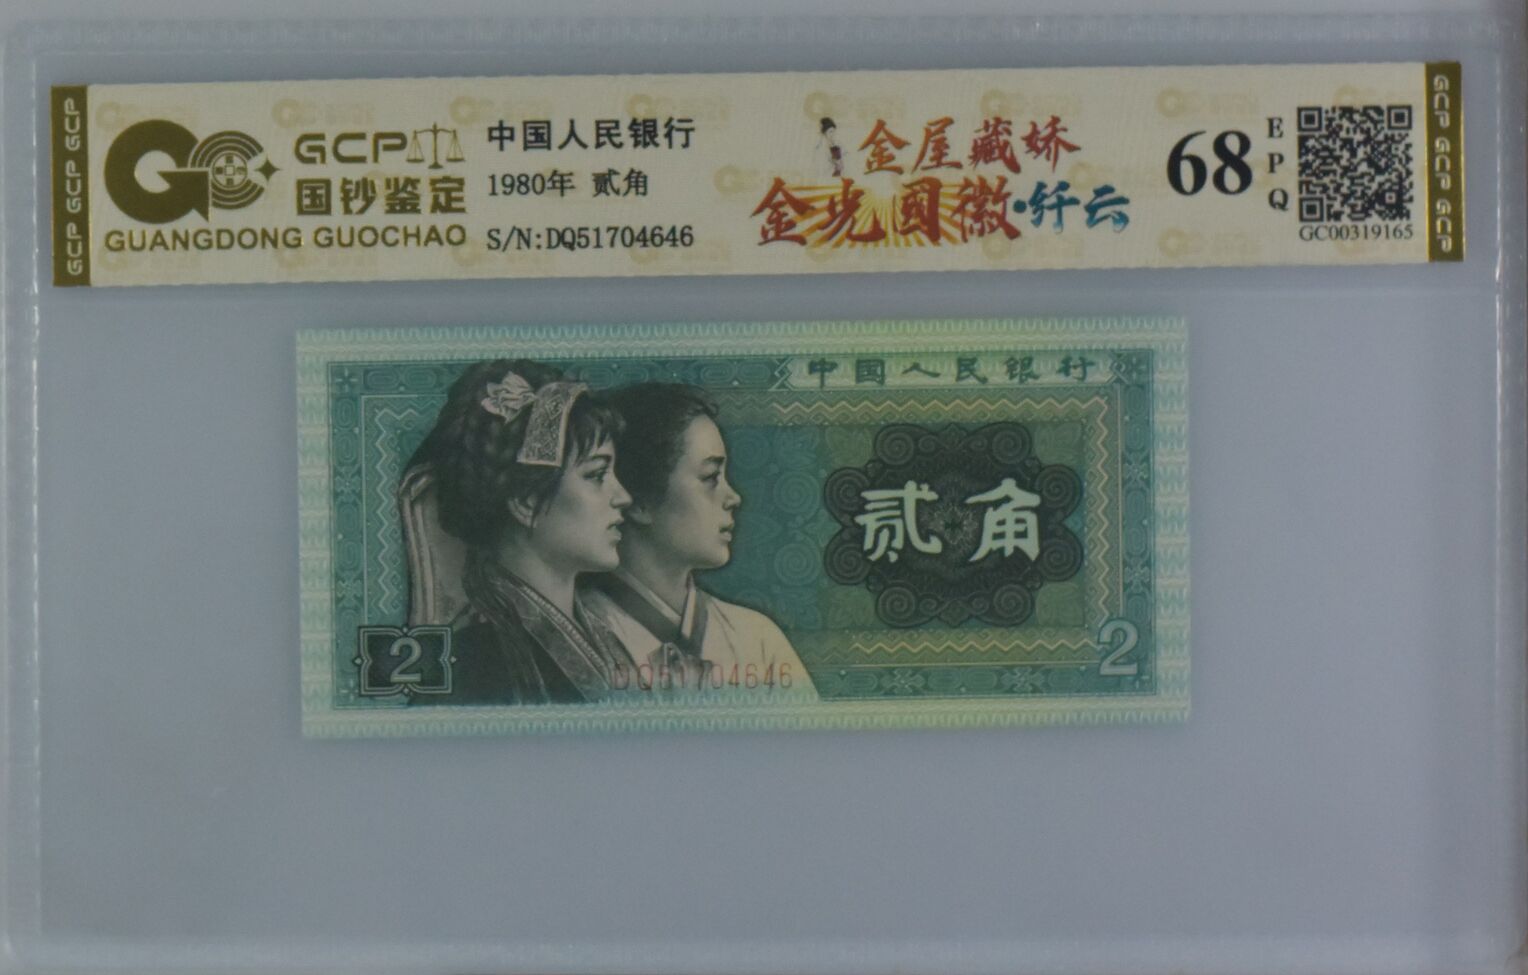 GCP GCP GCP
GCP
国钞鉴定
GUANGDONG GUOCHAO
中国人民银行
1980年 贰角
S/N:DQ51704646
金屋藏娇
金光國徽·纤云
68
EPQ
GC00319165
GCP GCP GCP
中国人民银行
贰角
2
2
DQ51704646